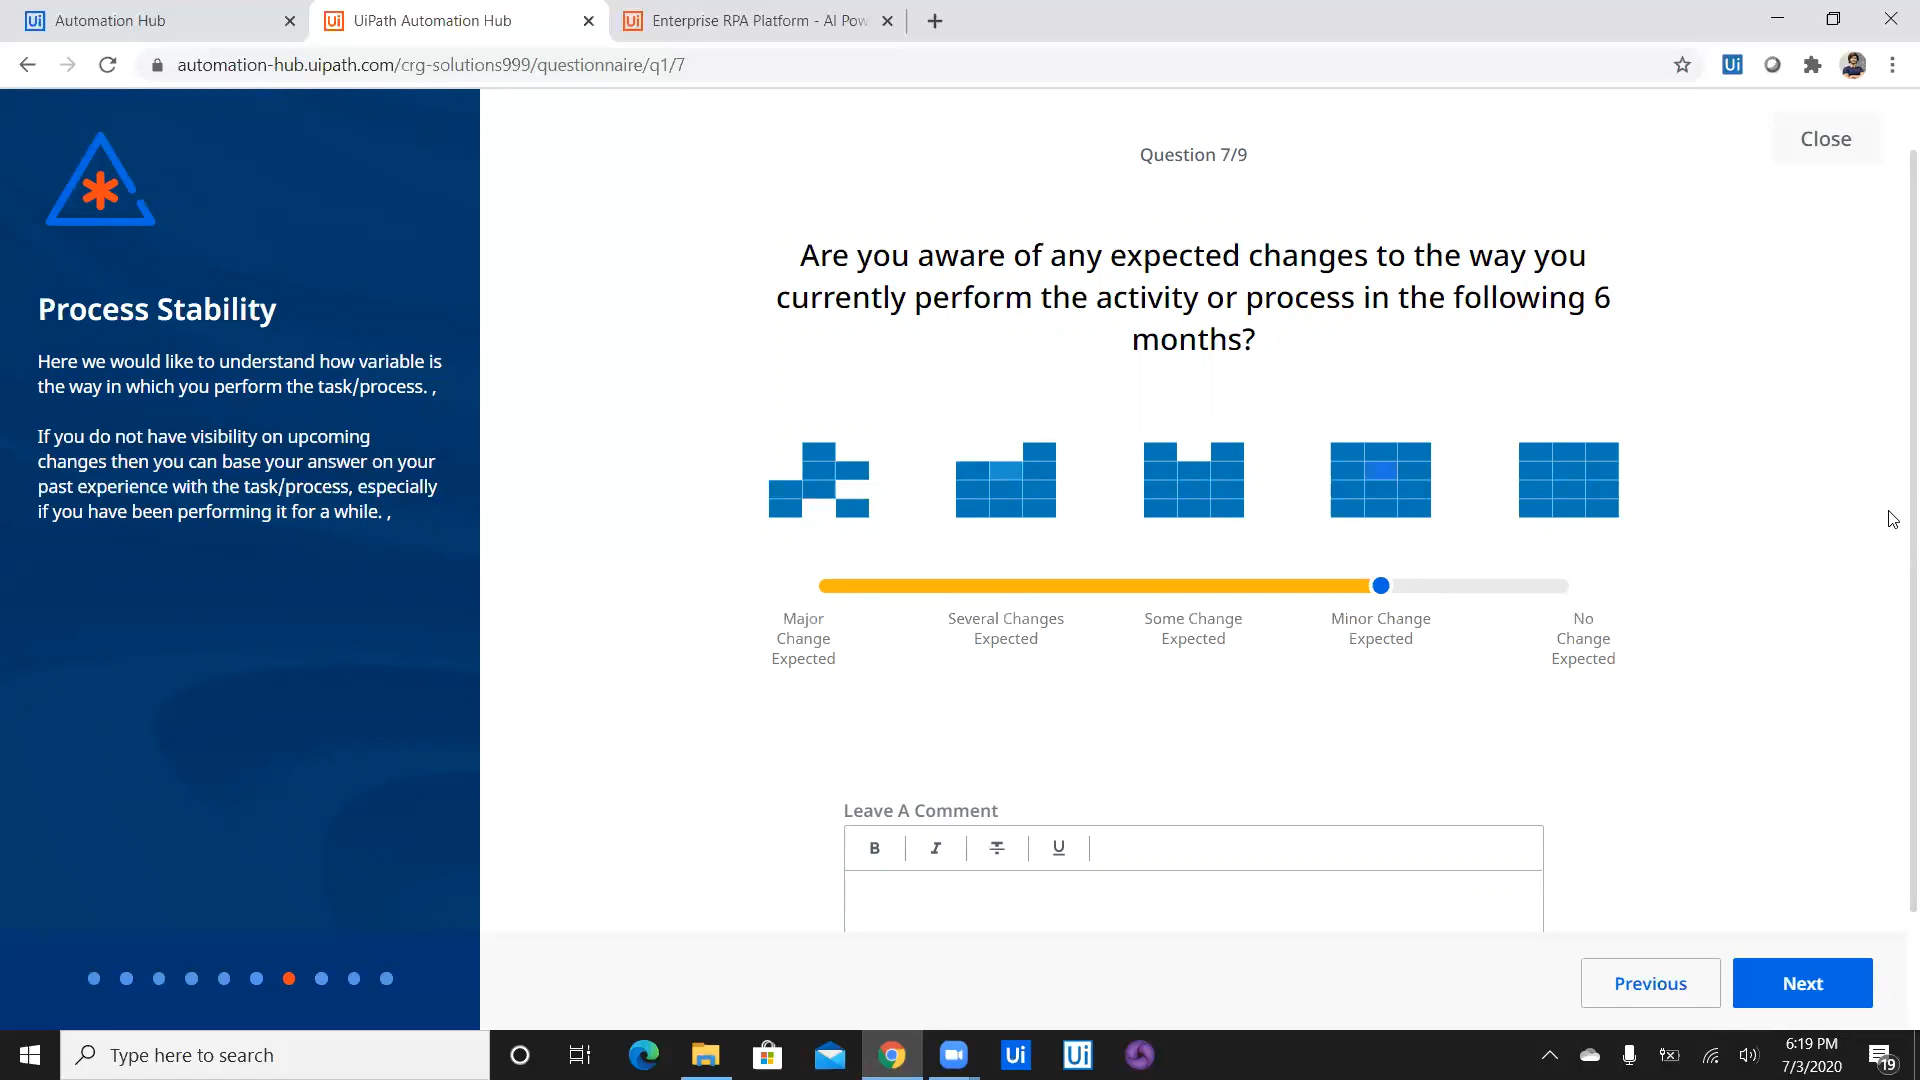 Automation Hub
UiPath Automation Hub
Enterprise RPA Platform - AI Pow
automation-hub.uipath.com/crg-solutions999/questionnaire/q1/7
Close
Question 7/9
Are you aware of any expected changes to the way you
currently perform the activity or process in the following 6
months?
Process Stability
Here we would like to understand how variable is
the way in which you perform the task/process. ,
If you do not have visibility on upcoming
changes then you can base your answer on your
past experience with the task/process, especially
if you have been performing it for a while. ,
Major
Change
Expected
Several Changes
Expected
Some Change
Expected
Minor Change
Expected
No
Change
Expected
Leave A Comment
B I U
Previous
Next
Type here to search
Ui
Ui
6:19 PM
7/3/2020
19